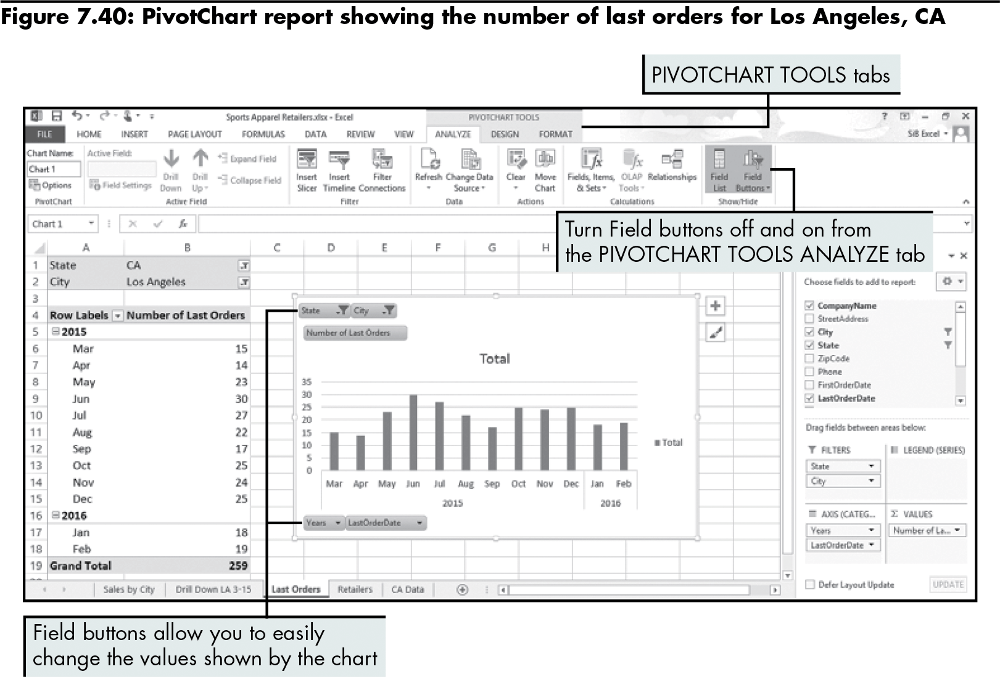 Figure 7.40: PivotChart report showing the number of last orders for Los Angeles, CA
PIVOTCHART TOOLS tabs
Sports Apparel Retailers.xlsx - Excel
PIVOTCHART TOOLS
?
FILE HOME INSERT PAGE LAYOUT FORMULAS DATA REVIEW VIEW ANALYZE DESIGN FORMAT
SiB Excel
Chart Name:
Chart 1
Options
PivotChart
Active Field:
Field Settings
Drill Down
Drill Up
Expand Field
Collapse Field
Active Field
Insert Slicer
Insert Timeline
Filter Connections
Filter
Refresh
Change Data Source
Data
Clear
Move Chart
Actions
Fields, Items, & Sets
OLAP Tools
Relationships
Calculations
Field List
Field Buttons
Show/Hide
Turn Field buttons off and on from
the PIVOTCHART TOOLS ANALYZE tab
Chart 1
fx
A B C D E F G H
1 State CA
2 City Los Angeles
3
4 Row Labels Number of Last Orders
5 2015
6 Mar 15
7 Apr 14
8 May 23
9 Jun 30
10 Jul 27
11 Aug 22
12 Sep 17
13 Oct 25
14 Nov 24
15 Dec 25
16 2016
17 Jan 18
18 Feb 19
19 Grand Total 259
State City
Number of Last Orders
Total
35
30
25
20
15
10
5
0
Mar Apr May Jun Jul Aug Sep Oct Nov Dec Jan Feb
2015 2016
Total
Years LastOrderDate
Choose fields to add to report:
CompanyName
StreetAddress
City
State
ZipCode
Phone
FirstOrderDate
LastOrderDate
Drag fields between areas below:
FILTERS
State
City
LEGEND (SERIES)
AXIS (CATEG...
Years
LastOrderDate
Σ VALUES
Number of La...
Defer Layout Update UPDATE
Sales by City Drill Down LA 3-15 Last Orders Retailers CA Data
Field buttons allow you to easily
change the values shown by the chart